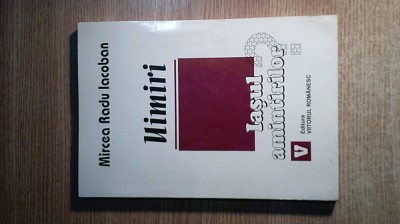 Mircea Radu Iacoban
Uimiri
?
Iașul
amintirilor
V
Editura
VIITORUL ROMÂNESC